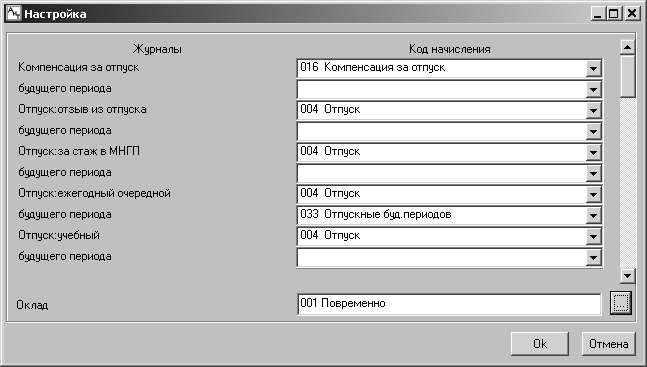 Настройка
Журналы Код начисления
Компенсация за отпуск 016 Компенсация за отпуск
будущего периода
Отпуск:отзыв из отпуска 004 Отпуск
будущего периода
Отпуск:за стаж в МНГП 004 Отпуск
будущего периода
Отпуск:ежегодный очередной 004 Отпуск
будущего периода 033 Отпускные буд.периодов
Отпуск:учебный 004 Отпуск
будущего периода
Оклад 001 Повременно ...
Ok Отмена